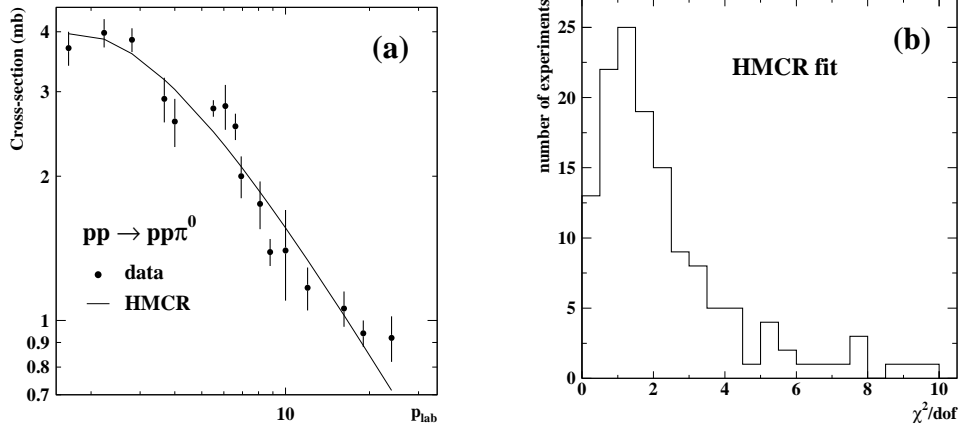 Cross-section (mb)
4
3
2
1
0.9
0.8
0.7
(a)
pp → ppπ⁰
data
HMCR
10
p_lab
number of experiments
25
20
15
10
5
0
(b)
HMCR fit
0 2 4 6 8 10
χ²/dof